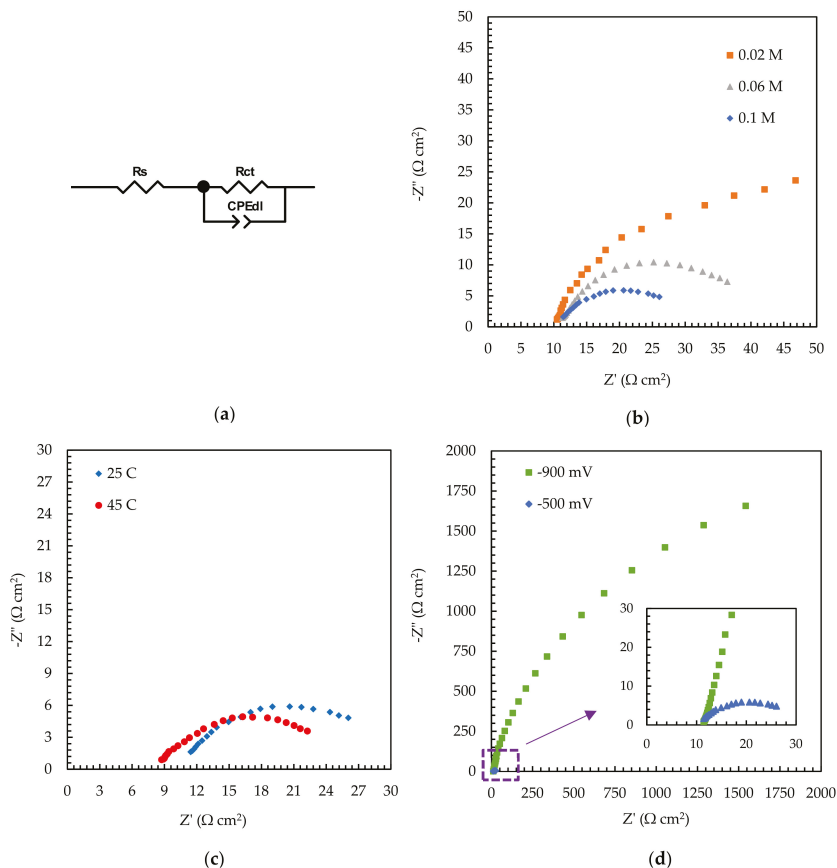 Rs
Rct
CPEdl
(a)
50
45
40
35
30
25
20
15
10
5
0
-Z'' (Ω cm²)
0.02 M
0.06 M
0.1 M
0 5 10 15 20 25 30 35 40 45 50
Z' (Ω cm²)
(b)
30
27
24
21
18
15
12
9
6
3
0
-Z'' (Ω cm²)
25 C
45 C
0 3 6 9 12 15 18 21 24 27 30
Z' (Ω cm²)
(c)
2000
1750
1500
1250
1000
750
500
250
0
-Z'' (Ω cm²)
-900 mV
-500 mV
30
20
10
0
0 10 20 30
0 250 500 750 1000 1250 1500 1750 2000
Z' (Ω cm²)
(d)